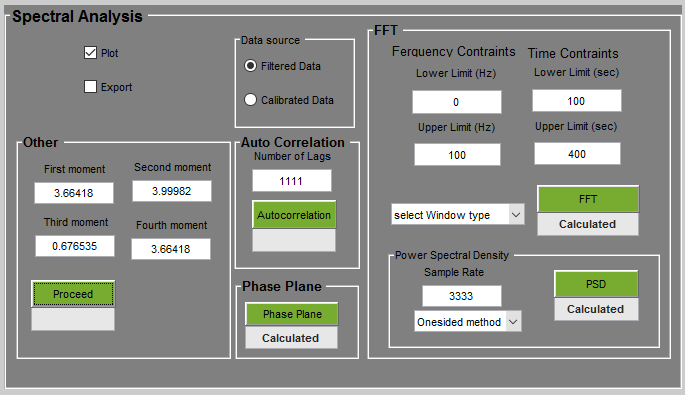 Spectral Analysis
Plot
Export
Data source
Filtered Data
Calibrated Data
Other
First moment
Second moment
3.66418
3.99982
Third moment
Fourth moment
0.676535
3.66418
Proceed
Auto Correlation
Number of Lags
1111
Autocorrelation
Phase Plane
Phase Plane
Calculated
FFT
Ferquency Contraints
Time Contraints
Lower Limit (Hz)
Lower Limit (sec)
0
100
Upper Limit (Hz)
Upper Limit (sec)
100
400
select Window type
FFT
Calculated
Power Spectral Density
Sample Rate
3333
Onesided method
PSD
Calculated